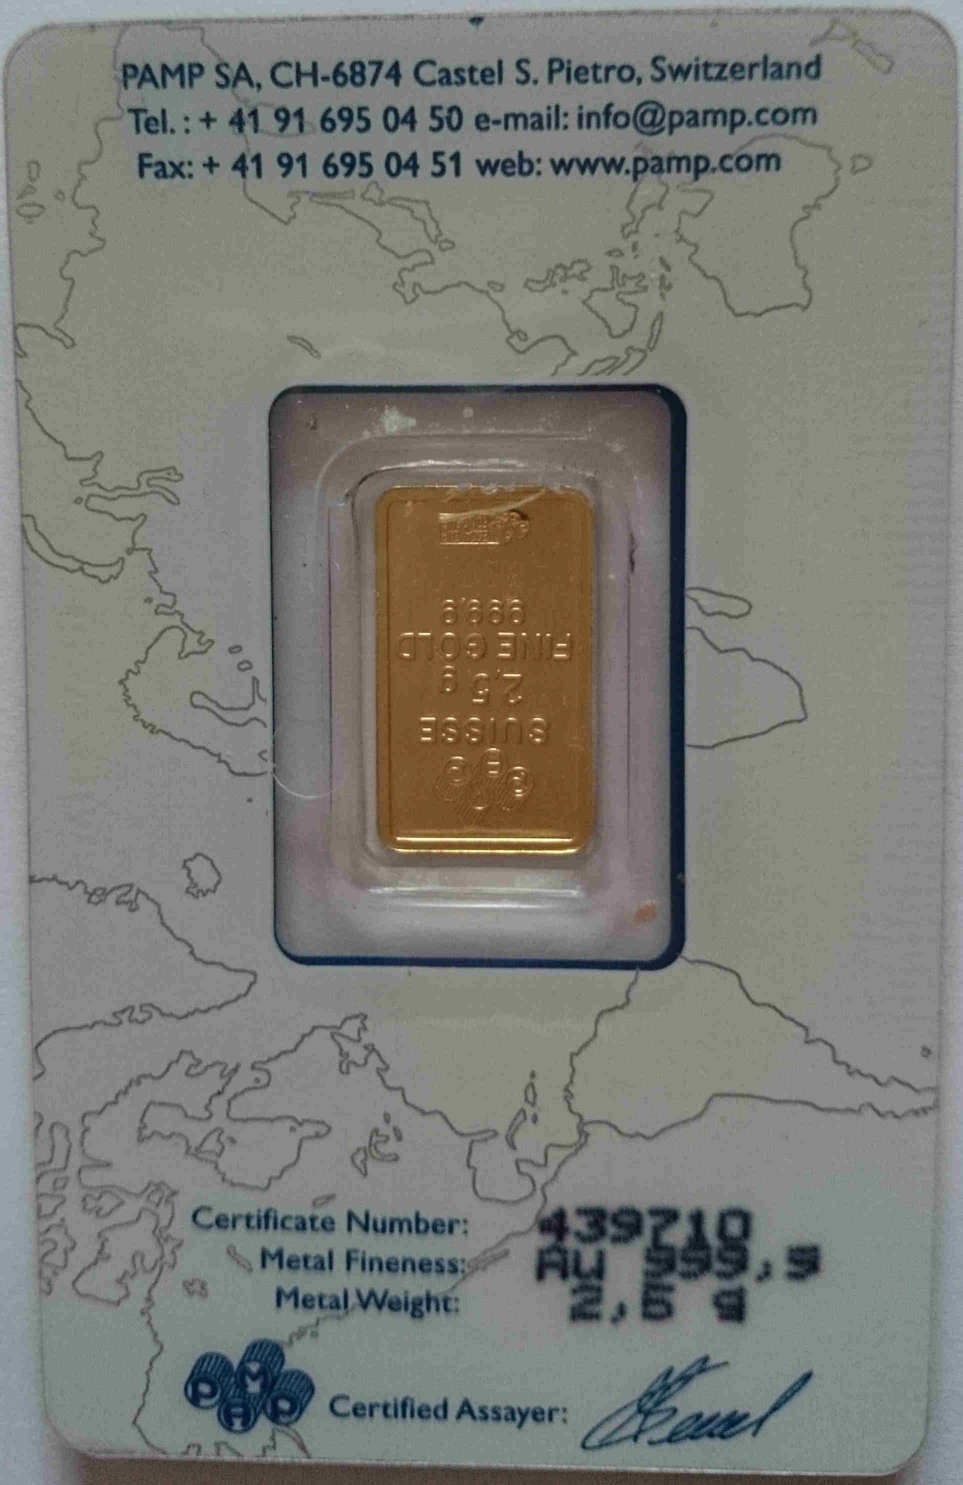 PAMP SA, CH-6874 Castel S. Pietro, Switzerland
Tel. : + 41 91 695 04 50 e-mail: info@pamp.com
Fax: + 41 91 695 04 51 web: www.pamp.com
999,9
FINE GOLD
2,5 g
SUISSE
PAMP
Certificate Number: 439710
Metal Fineness: AU 999,9
Metal Weight: 2,5 g
PAMP
Certified Assayer: